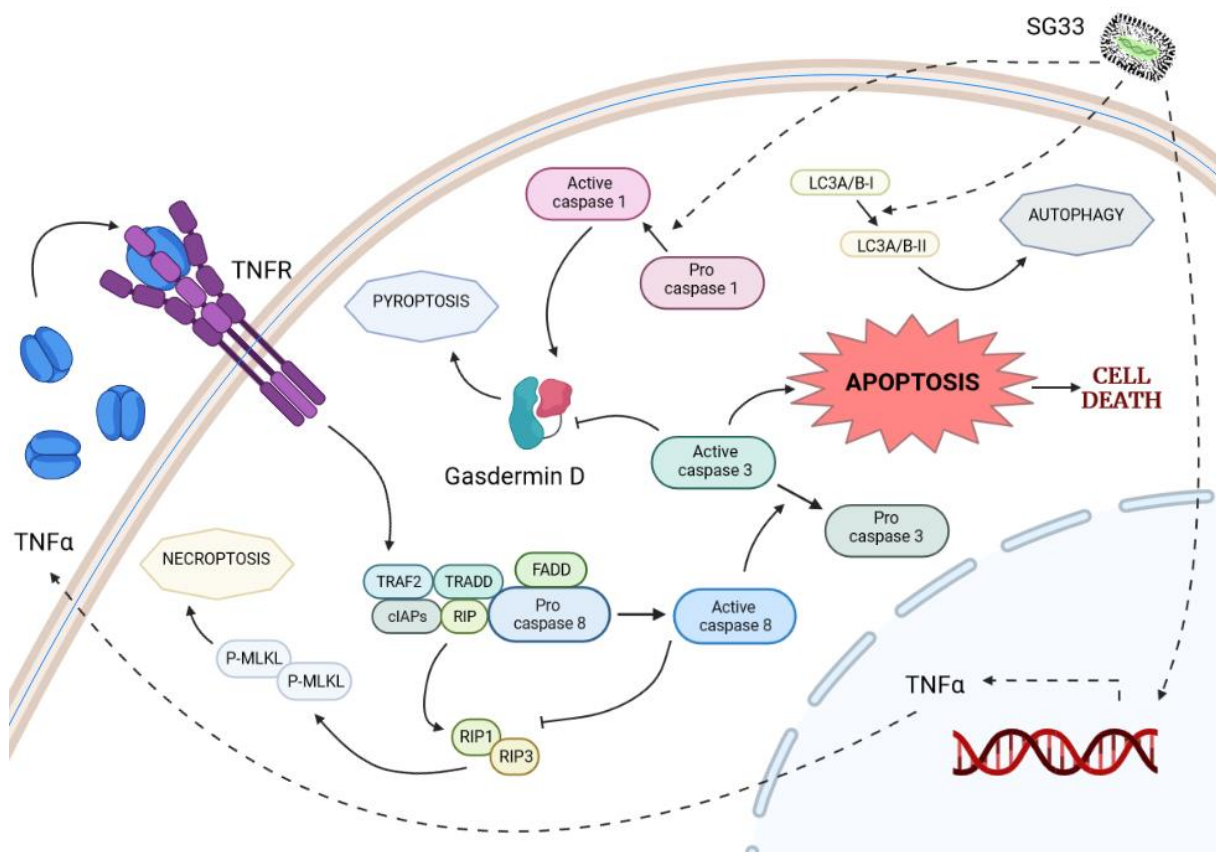 SG33
TNFR
Active
caspase 1
Pro
caspase 1
LC3A/B-I
LC3A/B-II
AUTOPHAGY
PYROPTOSIS
Gasdermin D
APOPTOSIS
CELL
DEATH
Active
caspase 3
Pro
caspase 3
TNFα
NECROPTOSIS
TRAF2
TRADD
FADD
cIAPs
RIP
Pro
caspase 8
Active
caspase 8
P-MLKL
P-MLKL
RIP1
RIP3
TNFα